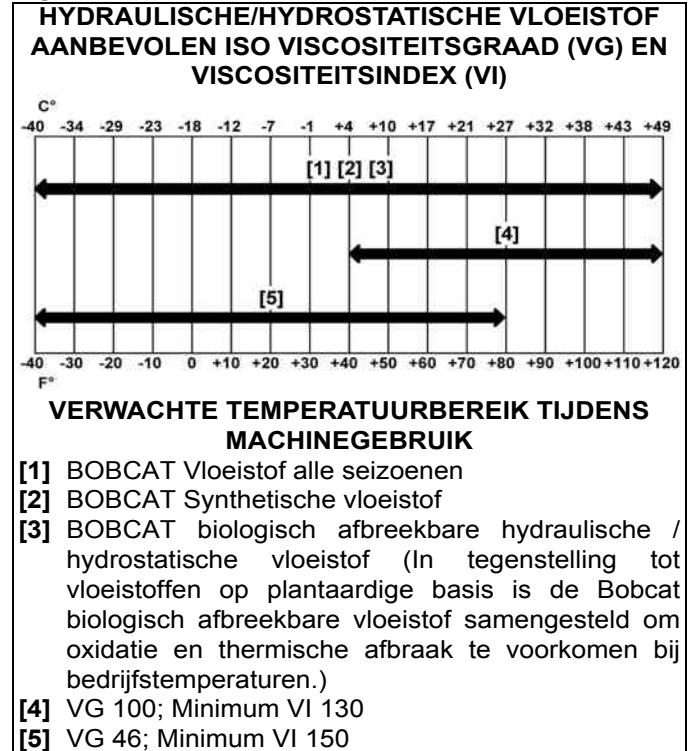 HYDRAULISCHE/HYDROSTATISCHE VLOEISTOF
AANBEVOLEN ISO VISCOSITEITSGRAAD (VG) EN
VISCOSITEITSINDEX (VI)
C°
-40 -34 -29 -23 -18 -12 -7 -1 +4 +10 +17 +21 +27 +32 +38 +43 +49
[1] [2] [3]
[4]
[5]
-40 -30 -20 -10 0 +10 +20 +30 +40 +50 +60 +70 +80 +90 +100 +110 +120
F°
VERWACHTE TEMPERATUURBEREIK TIJDENS
MACHINEGEBRUIK
[1] BOBCAT Vloeistof alle seizoenen
[2] BOBCAT Synthetische vloeistof
[3] BOBCAT biologisch afbreekbare hydraulische /
hydrostatische vloeistof (In tegenstelling tot
vloeistoffen op plantaardige basis is de Bobcat
biologisch afbreekbare vloeistof samengesteld om
oxidatie en thermische afbraak te voorkomen bij
bedrijfstemperaturen.)
[4] VG 100; Minimum VI 130
[5] VG 46; Minimum VI 150